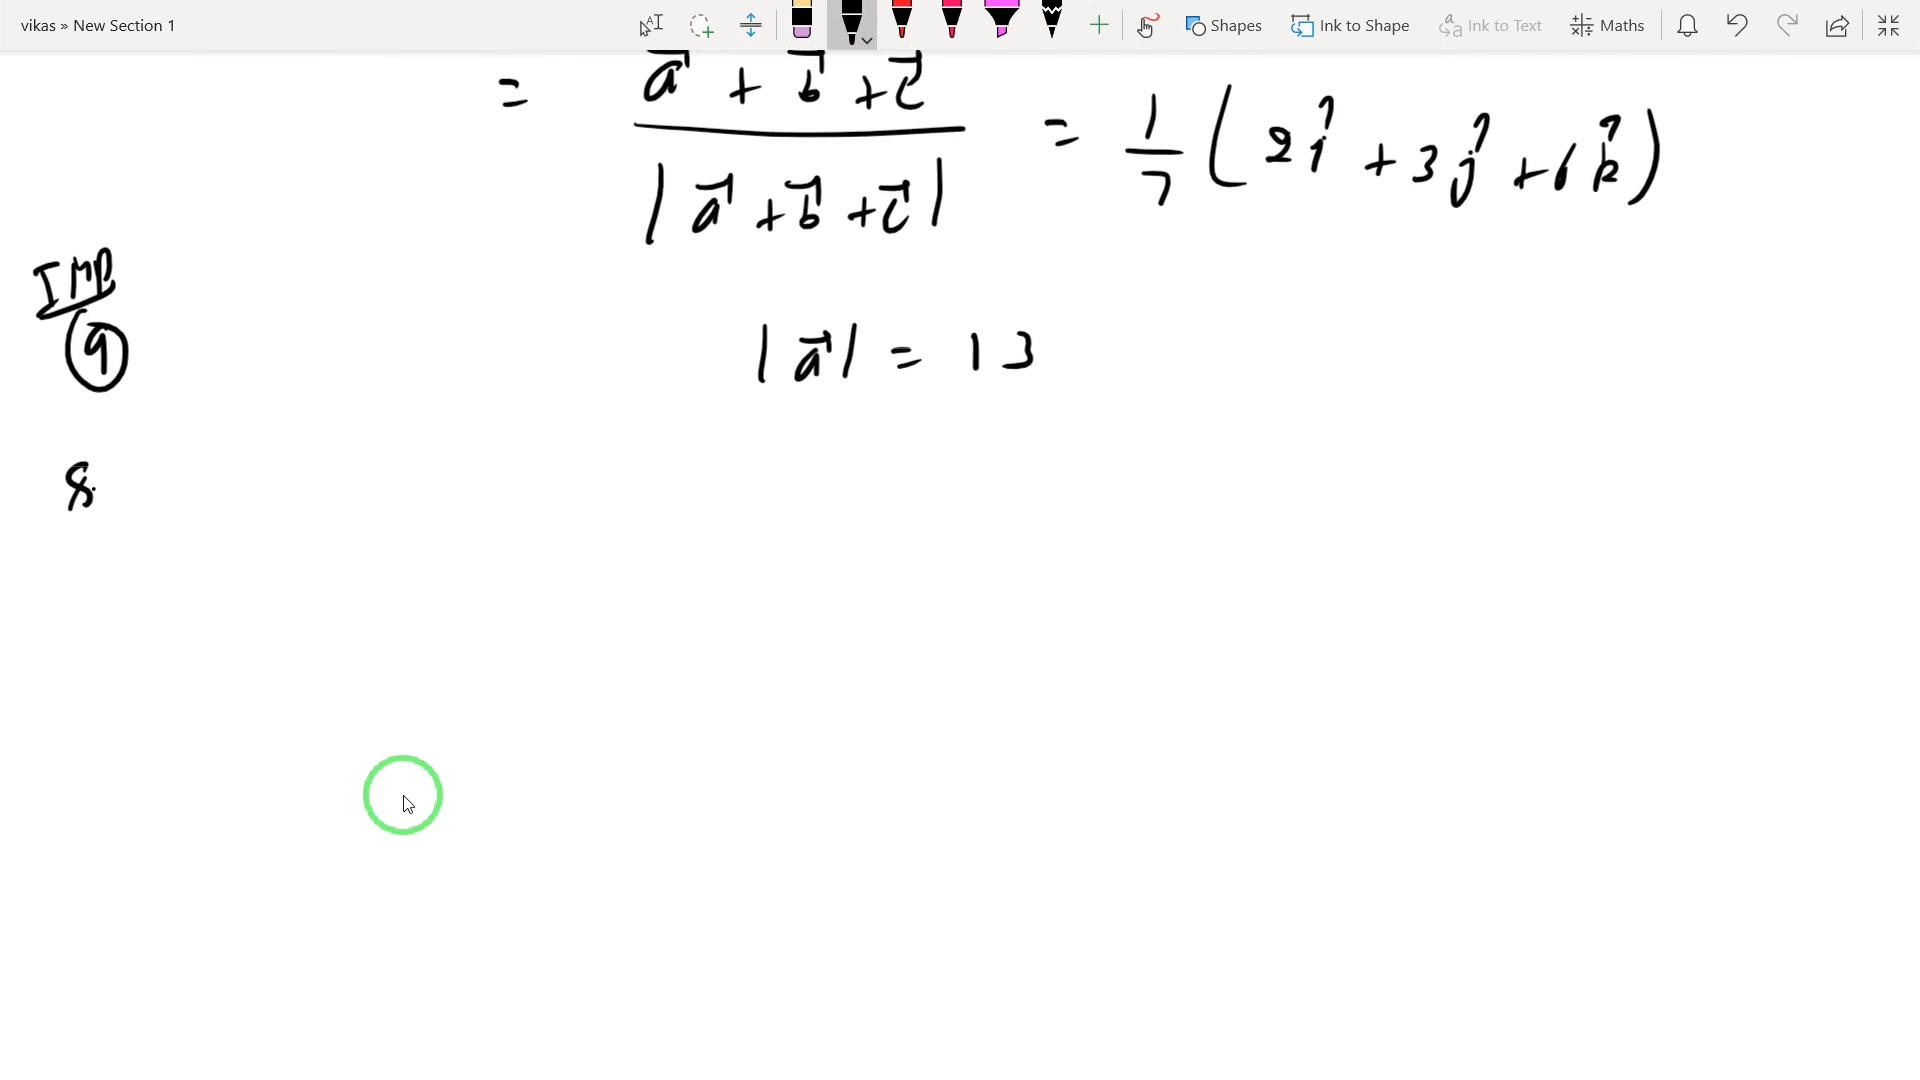 vikas » New Section 1 Shapes Ink to Shape Ink to Text Maths
= (a⃗ + b⃗ + c⃗) / |a⃗ + b⃗ + c⃗| = 1/7 (2î + 3ĵ + 6k̂)
IMP
9 |a⃗| = 13
8.